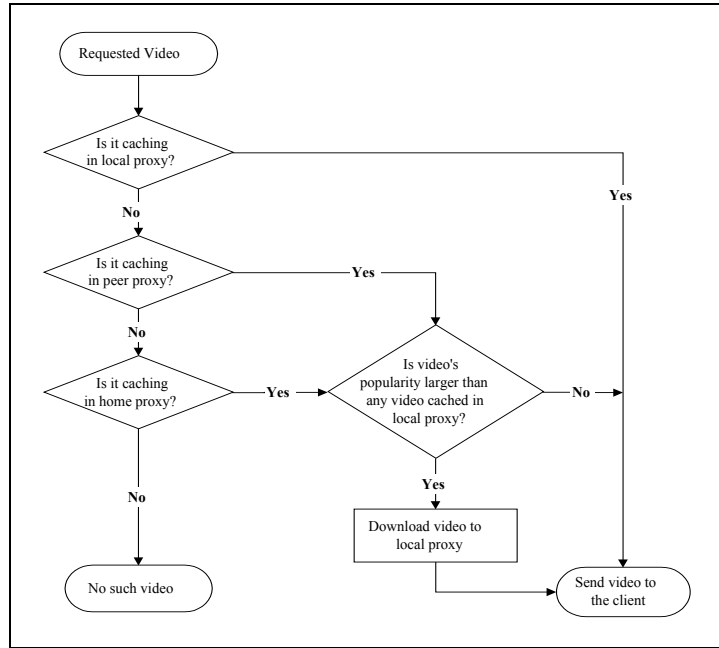 Requested Video
Is it caching
in local proxy?
Yes
No
Is it caching
in peer proxy?
Yes
No
Is it caching
in home proxy?
Yes
Is video's
popularity larger than
any video cached in
local proxy?
No
No
Yes
Download video to
local proxy
No such video
Send video to
the client